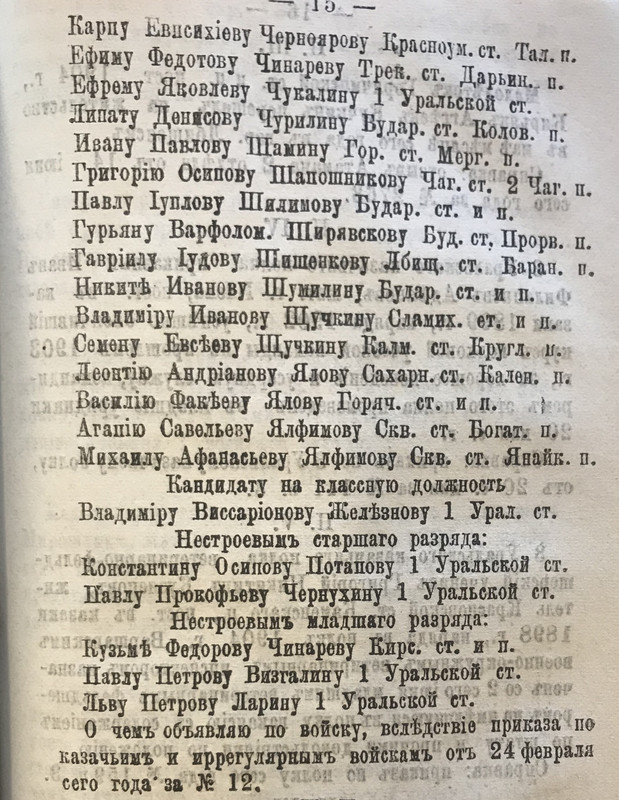 — 15 —
Карпу Евписихіеву Черноярову Красноум. ст. Тал. п.
Ефиму Федотову Чинареву Трек. ст. Дарьин. п.
Ефрему Яковлеву Чукалину 1 Уральской ст.
Липату Денисову Чурилину Будар. ст. Колов. п.
Ивану Павлову Шамину Гор. ст. Мерг. п.
Григорію Осипову Шапошникову Чаг. ст. 2 Чаг. п.
Павлу Іуплову Шилимову Будар. ст. и п.
Гурьяну Варфолом. Ширявскову Буд. ст. Прорв. п.
Гавріилу Іудову Шишенкову Лбищ. ст. Баран. п.
Никитѣ Иванову Шумилину Будар. ст. и п.
Владиміру Иванову Щучкину Сламих. ет. и п.
Семену Евсѣеву Щучкину Калм. ст. Кругл. п.
Леонтію Андріанову Ялову Сахарн. ст. Кален. п.
Василію Факѣеву Ялову Горяч. ст. и п.
Агапію Савельеву Ялфимову Скв. ст. Богат. п.
Михаилу Афанасьеву Ялфимову Скв. ст. Янайк. п.
Кандидату на классную должность
Владиміру Виссаріонову Желѣзнову 1 Урал. ст.
Нестроевымъ старшаго разряда:
Константину Осипову Потапову 1 Уральской ст.
Павлу Прокофьеву Чернухину 1 Уральской ст.
Нестроевымъ младшаго разряда:
Кузьмѣ Федорову Чинареву Кирс. ст. и п.
Павлу Петрову Визгалину 1 Уральской ст.
Льву Петрову Ларину 1 Уральской ст.
О чемъ объявляю по войску, вслѣдствіе приказа по
казачьимъ и иррегулярнымъ войскамъ отъ 24 февраля
сего года за № 12.